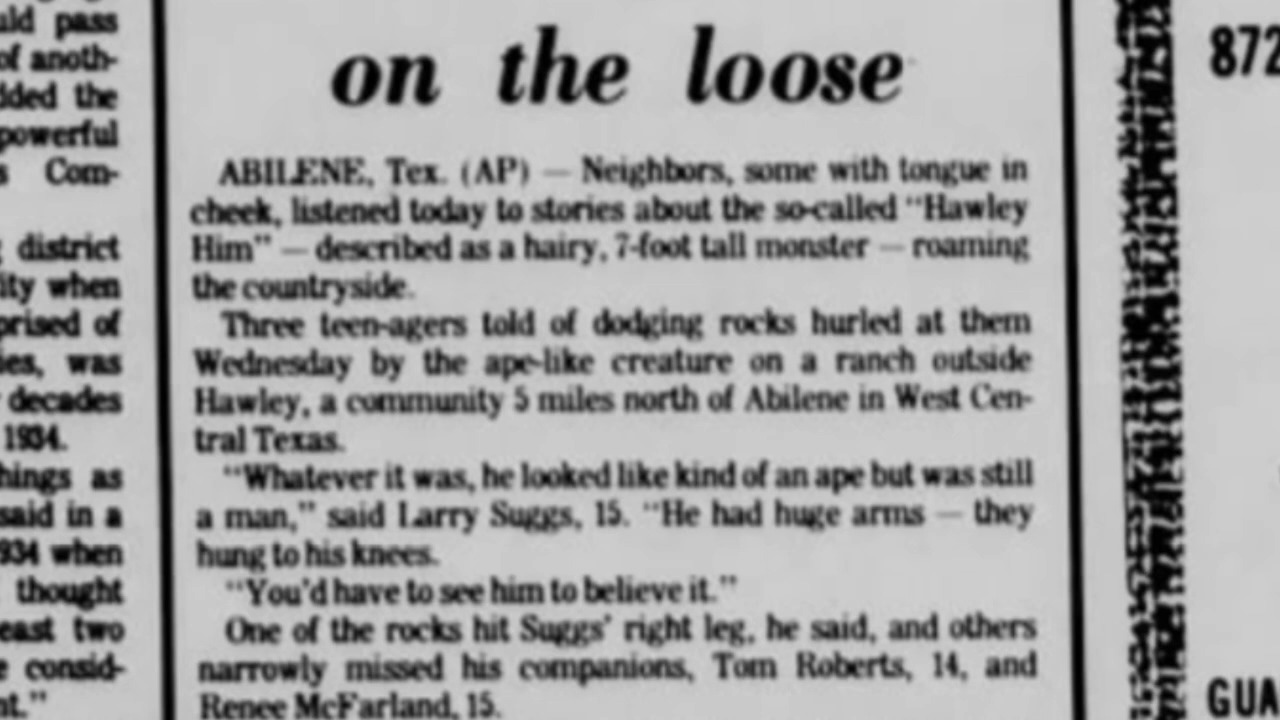 uld pass
of anoth-
dded the
powerful
s Com-
district
ity when
prised of
ies, was
decades
1934.
hings as
said in a
934 when
thought
east two
e consid-
nt."
on the loose
ABILENE, Tex. (AP) — Neighbors, some with tongue in
cheek, listened today to stories about the so-called "Hawley
Him" — described as a hairy, 7-foot tall monster — roaming
the countryside.
Three teen-agers told of dodging rocks hurled at them
Wednesday by the ape-like creature on a ranch outside
Hawley, a community 5 miles north of Abilene in West Cen-
tral Texas.
"Whatever it was, he looked like kind of an ape but was still
a man," said Larry Suggs, 15. "He had huge arms — they
hung to his knees.
"You'd have to see him to believe it."
One of the rocks hit Suggs' right leg, he said, and others
narrowly missed his companions, Tom Roberts, 14, and
Renee McFarland, 15.
872
GUA